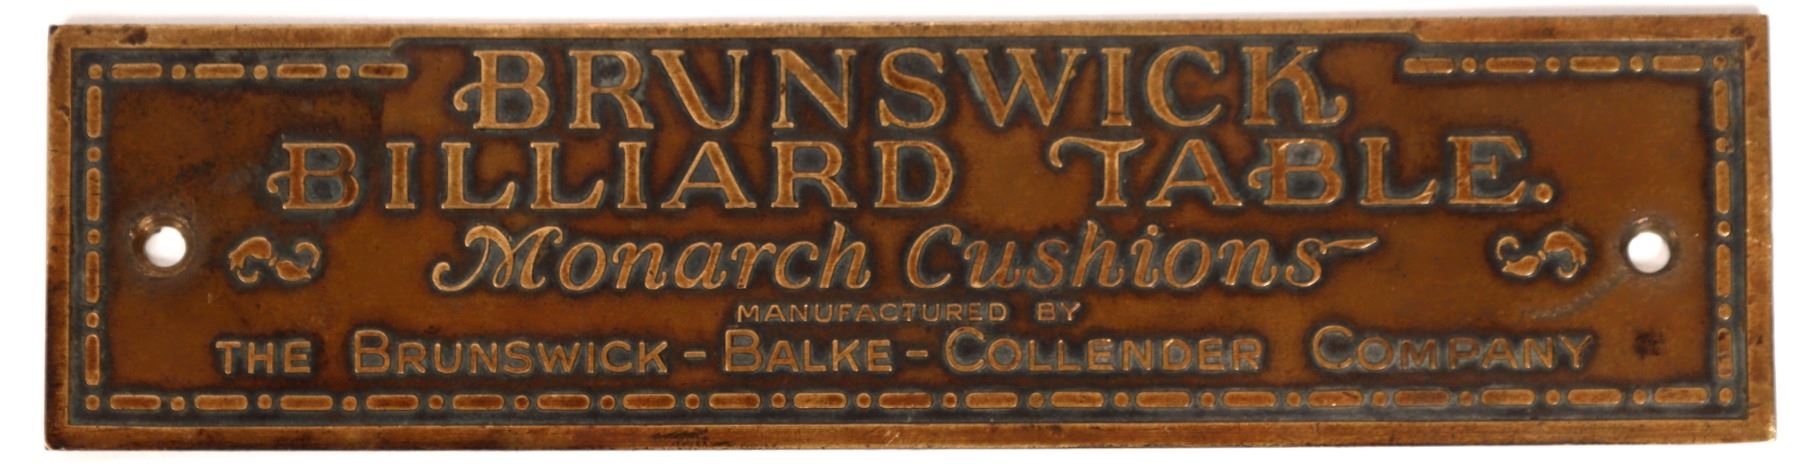 BRUNSWICK
BILLIARD TABLE.
Monarch Cushions
MANUFACTURED BY
THE BRUNSWICK-BALKE-COLLENDER COMPANY